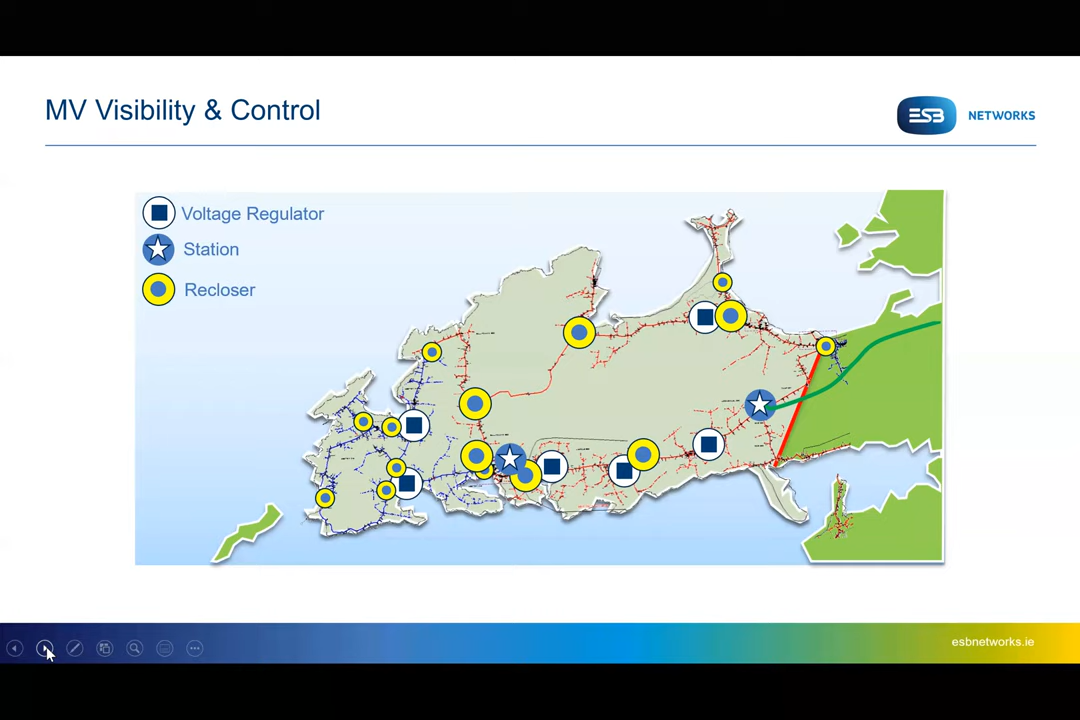 MV Visibility & Control
ESB NETWORKS
Voltage Regulator
Station
Recloser
esbnetworks.ie